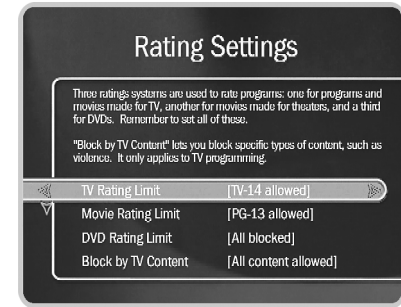 Rating Settings
Three ratings systems are used to rate programs: one for programs and
movies made for TV, another for movies made for theaters, and a third
for DVDs. Remember to set all of these.
"Block by TV Content" lets you block specific types of content, such as
violence. It only applies to TV programming.
TV Rating Limit [TV-14 allowed]
Movie Rating Limit [PG-13 allowed]
DVD Rating Limit [All blocked]
Block by TV Content [All content allowed]